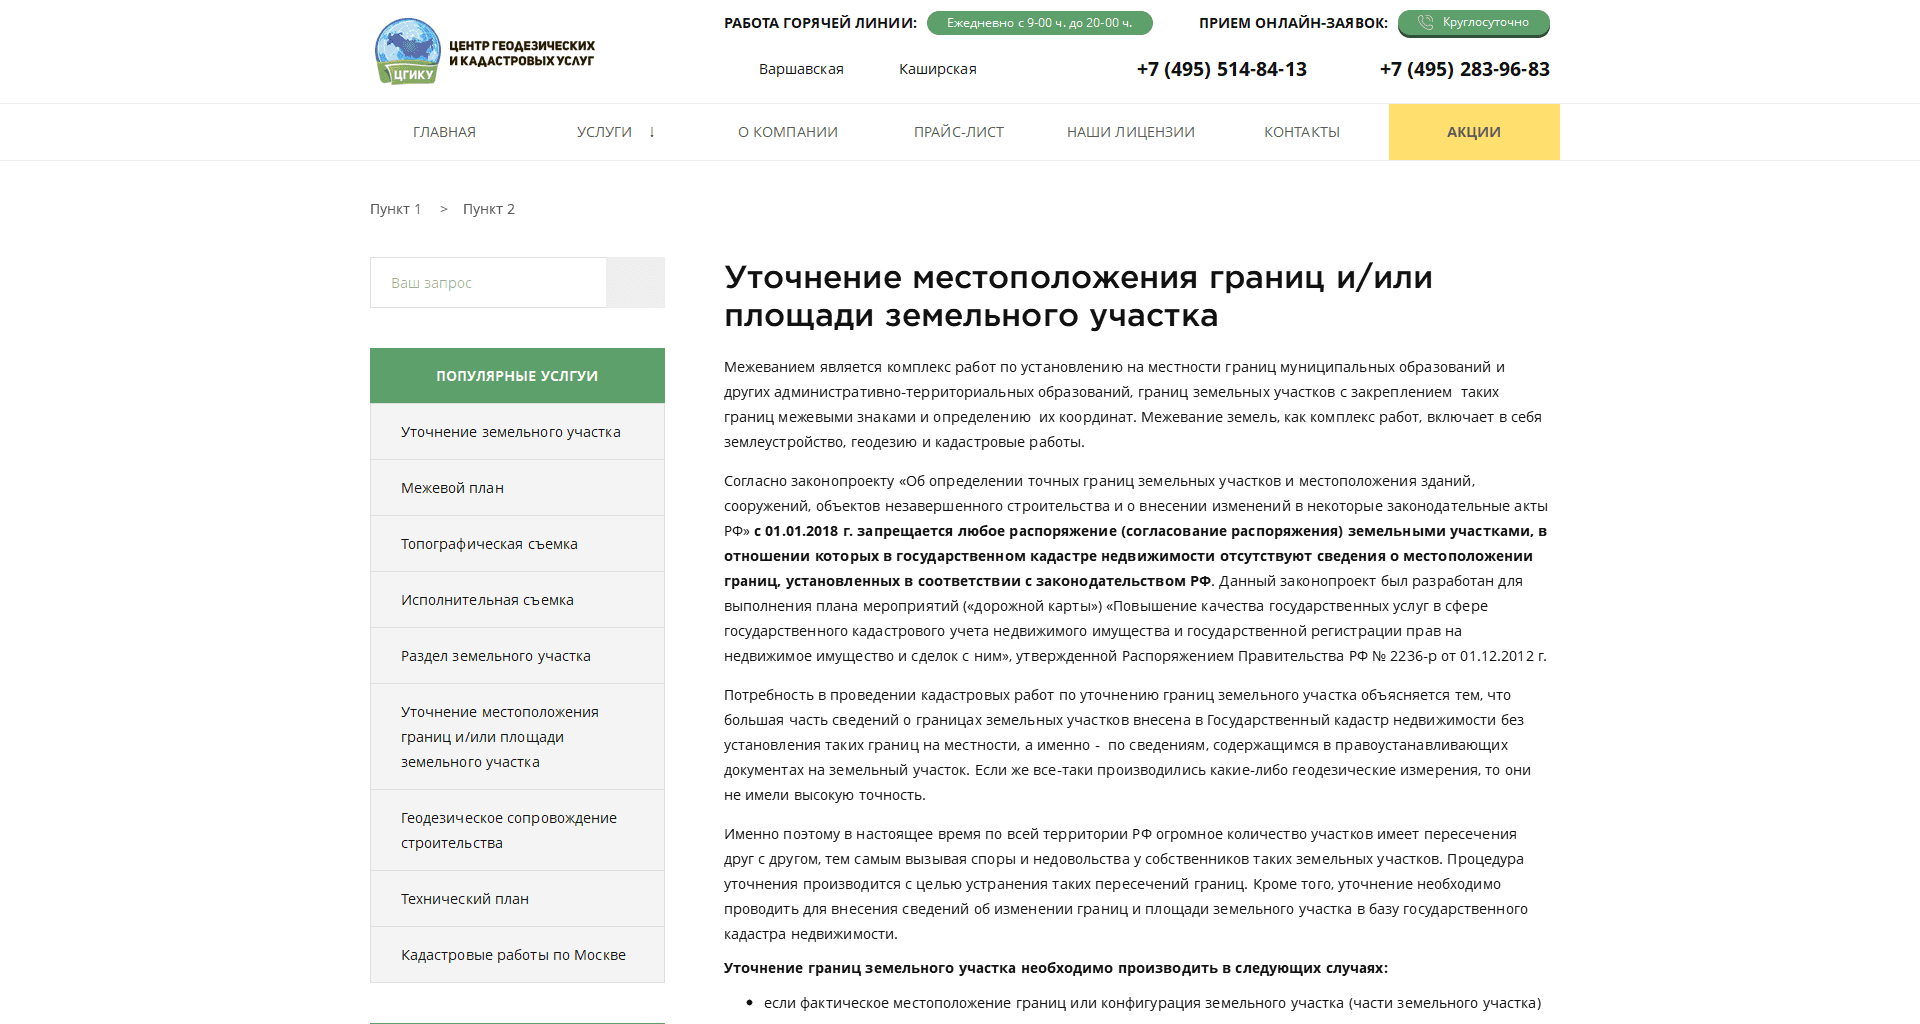 ЦЕНТР ГЕОДЕЗИЧЕСКИХ
И КАДАСТРОВЫХ УСЛУГ
ЦГИКУ
РАБОТА ГОРЯЧЕЙ ЛИНИИ: Ежедневно с 9-00 ч. до 20-00 ч. ПРИЕМ ОНЛАЙН-ЗАЯВОК: Круглосуточно
Варшавская Каширская +7 (495) 514-84-13 +7 (495) 283-96-83
ГЛАВНАЯ УСЛУГИ ↓ О КОМПАНИИ ПРАЙС-ЛИСТ НАШИ ЛИЦЕНЗИИ КОНТАКТЫ АКЦИИ
Пункт 1 > Пункт 2
Ваш запрос
ПОПУЛЯРНЫЕ УСЛГУИ
Уточнение земельного участка
Межевой план
Топографическая съемка
Исполнительная съемка
Раздел земельного участка
Уточнение местоположения
границ и/или площади
земельного участка
Геодезическое сопровождение
строительства
Технический план
Кадастровые работы по Москве
Уточнение местоположения границ и/или
площади земельного участка
Межеванием является комплекс работ по установлению на местности границ муниципальных образований и
других административно-территориальных образований, границ земельных участков с закреплением  таких
границ межевыми знаками и определению  их координат. Межевание земель, как комплекс работ, включает в себя
землеустройство, геодезию и кадастровые работы.
Согласно законопроекту «Об определении точных границ земельных участков и местоположения зданий,
сооружений, объектов незавершенного строительства и о внесении изменений в некоторые законодательные акты
РФ» с 01.01.2018 г. запрещается любое распоряжение (согласование распоряжения) земельными участками, в
отношении которых в государственном кадастре недвижимости отсутствуют сведения о местоположении
границ, установленных в соответствии с законодательством РФ. Данный законопроект был разработан для
выполнения плана мероприятий («дорожной карты») «Повышение качества государственных услуг в сфере
государственного кадастрового учета недвижимого имущества и государственной регистрации прав на
недвижимое имущество и сделок с ним», утвержденной Распоряжением Правительства РФ № 2236-р от 01.12.2012 г.
Потребность в проведении кадастровых работ по уточнению границ земельного участка объясняется тем, что
большая часть сведений о границах земельных участков внесена в Государственный кадастр недвижимости без
установления таких границ на местности, а именно -  по сведениям, содержащимся в правоустанавливающих
документах на земельный участок. Если же все-таки производились какие-либо геодезические измерения, то они
не имели высокую точность.
Именно поэтому в настоящее время по всей территории РФ огромное количество участков имеет пересечения
друг с другом, тем самым вызывая споры и недовольства у собственников таких земельных участков. Процедура
уточнения производится с целью устранения таких пересечений границ. Кроме того, уточнение необходимо
проводить для внесения сведений об изменении границ и площади земельного участка в базу государственного
кадастра недвижимости.
Уточнение границ земельного участка необходимо производить в следующих случаях:
• если фактическое местоположение границ или конфигурация земельного участка (части земельного участка)